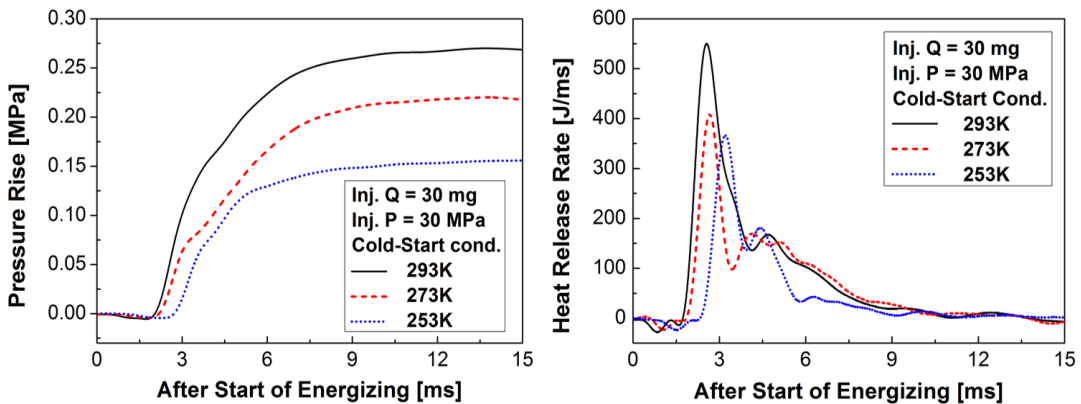 0.30
0.25
0.20
0.15
0.10
0.05
0.00
Pressure Rise [MPa]
Inj. Q = 30 mg
Inj. P = 30 MPa
Cold-Start cond.
293K
273K
253K
0 3 6 9 12 15
After Start of Energizing [ms]
600
500
400
300
200
100
0
Heat Release Rate [J/ms]
Inj. Q = 30 mg
Inj. P = 30 MPa
Cold-Start Cond.
293K
273K
253K
0 3 6 9 12 15
After Start of Energizing [ms]